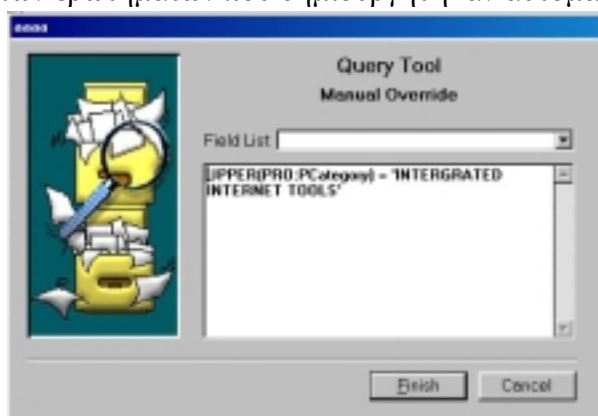 Query Tool
Manual Override
Field List
UPPER(PRO:PCategory) = 'INTERGRATED
INTERNET TOOLS'
Finish Cancel